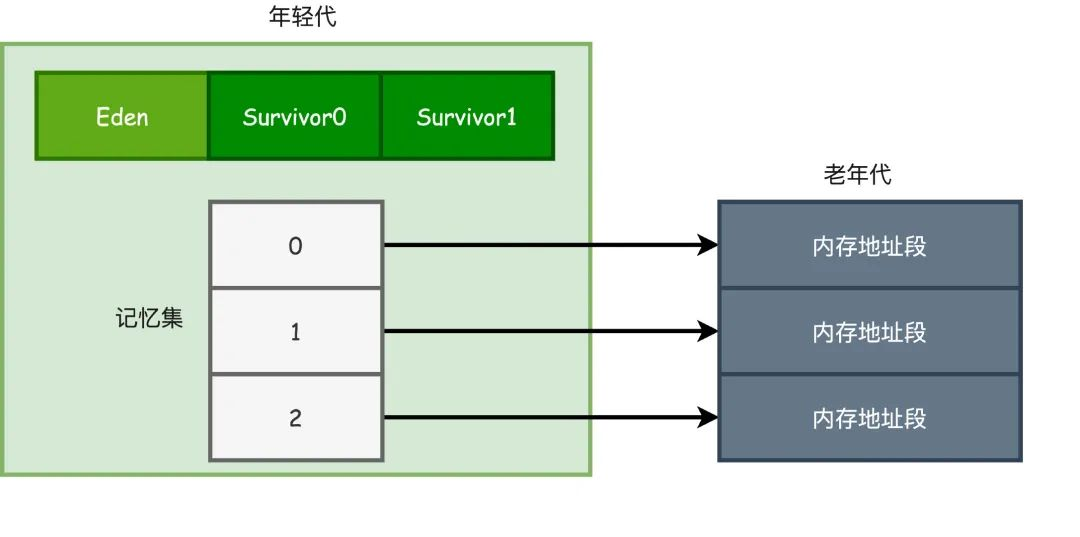 年轻代
Eden Survivor0 Survivor1
老年代
0 内存地址段
记忆集
1 内存地址段
2 内存地址段